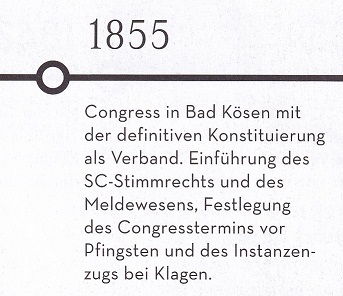 1855
Congress in Bad Kösen mit
der definitiven Konstituierung
als Verband. Einführung des
SC-Stimmrechts und des
Meldewesens, Festlegung
des Congresstermins vor
Pfingsten und des Instanzen-
zugs bei Klagen.